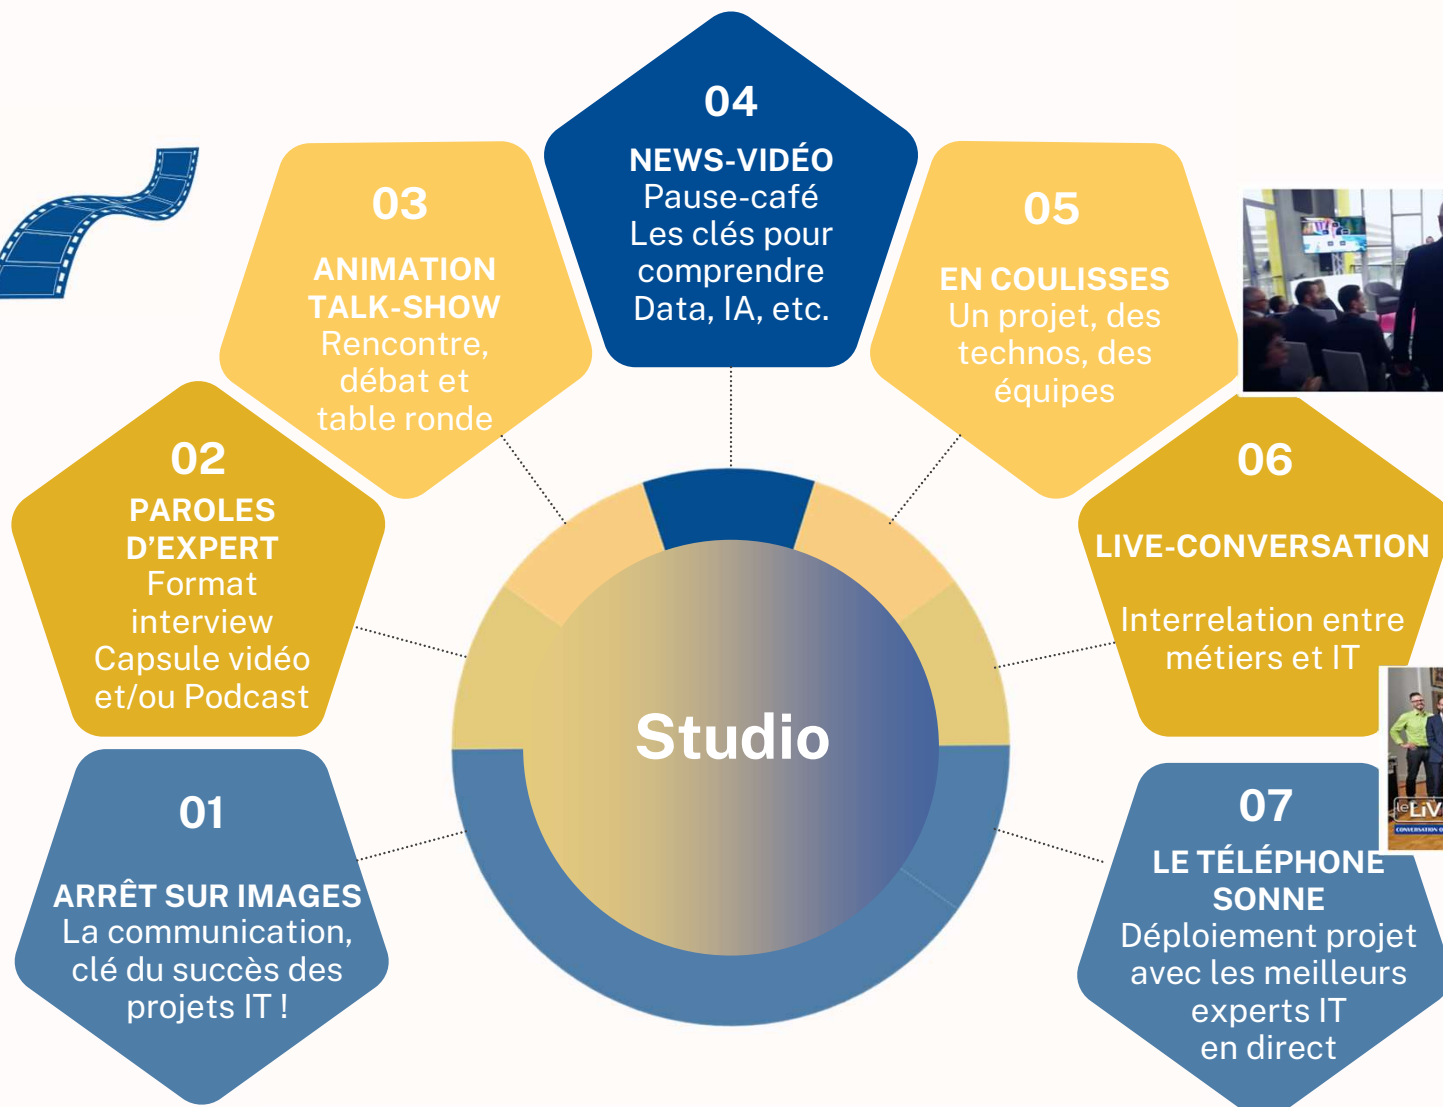 04
NEWS-VIDÉO
Pause-café
Les clés pour
comprendre
Data, IA, etc.
03
ANIMATION
TALK-SHOW
Rencontre,
débat et
table ronde
05
EN COULISSES
Un projet, des
technos, des
équipes
02
PAROLES
D’EXPERT
Format
interview
Capsule vidéo
et/ou Podcast
06
LIVE-CONVERSATION
Interrelation entre
métiers et IT
Studio
01
ARRÊT SUR IMAGES
La communication,
clé du succès des
projets IT !
07
LE TÉLÉPHONE
SONNE
Déploiement projet
avec les meilleurs
experts IT
en direct
le LiV
CONVERSATION